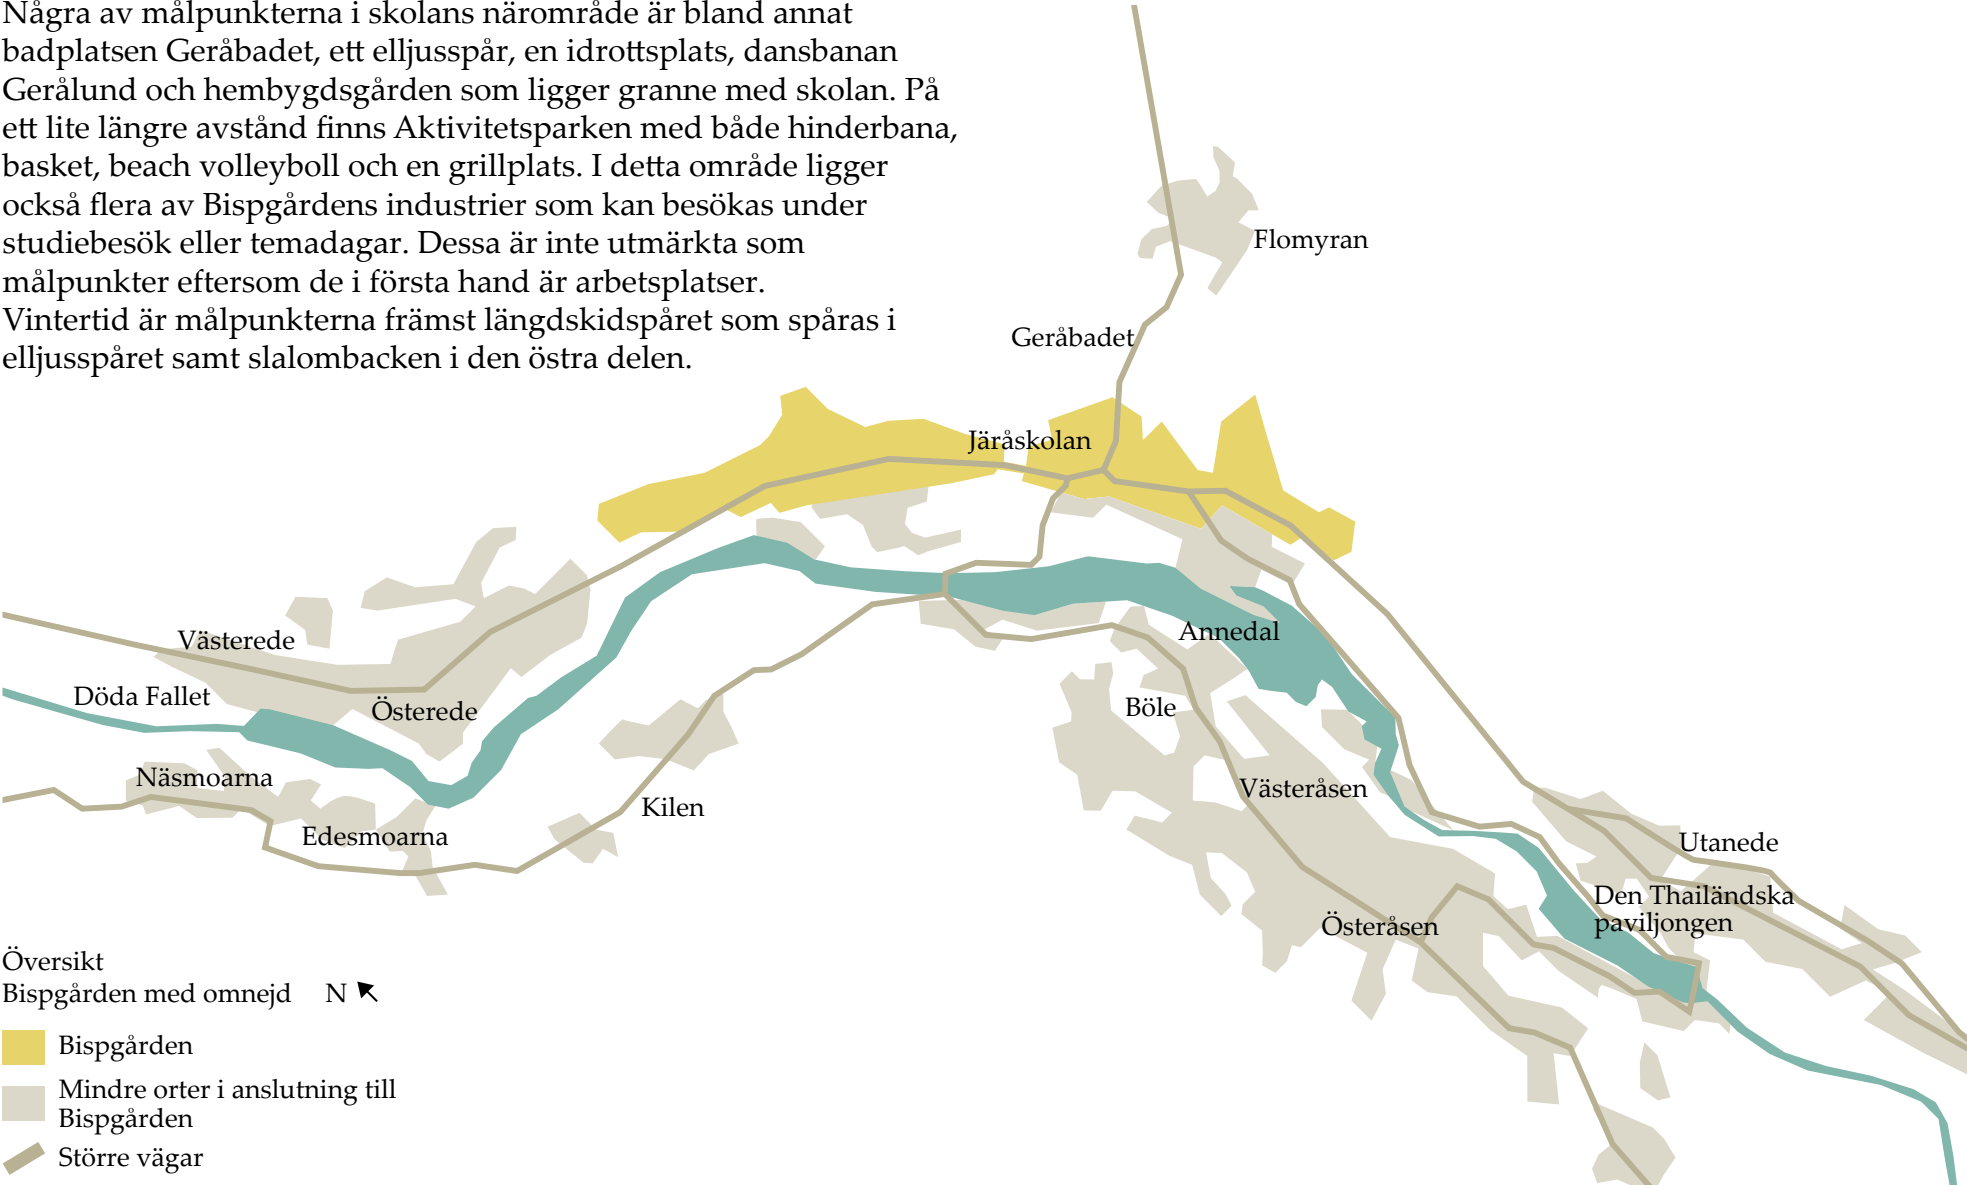 Några av målpunkterna i skolans närområde är bland annat
badplatsen Geråbadet, ett elljusspår, en idrottsplats, dansbanan
Gerålund och hembygdsgården som ligger granne med skolan. På
ett lite längre avstånd finns Aktivitetsparken med både hinderbana,
basket, beach volleyboll och en grillplats. I detta område ligger
också flera av Bispgårdens industrier som kan besökas under
studiebesök eller temadagar. Dessa är inte utmärkta som
målpunkter eftersom de i första hand är arbetsplatser.
Vintertid är målpunkterna främst längdskidspåret som spåras i
elljusspåret samt slalombacken i den östra delen.
Flomyran
Geråbadet
Järåskolan
Västerede
Annedal
Döda Fallet
Österede
Böle
Näsmoarna
Västeråsen
Kilen
Edesmoarna
Utanede
Den Thailändska
paviljongen
Österåsen
Översikt
Bispgården med omnejd N
Bispgården
Mindre orter i anslutning till
Bispgården
Större vägar